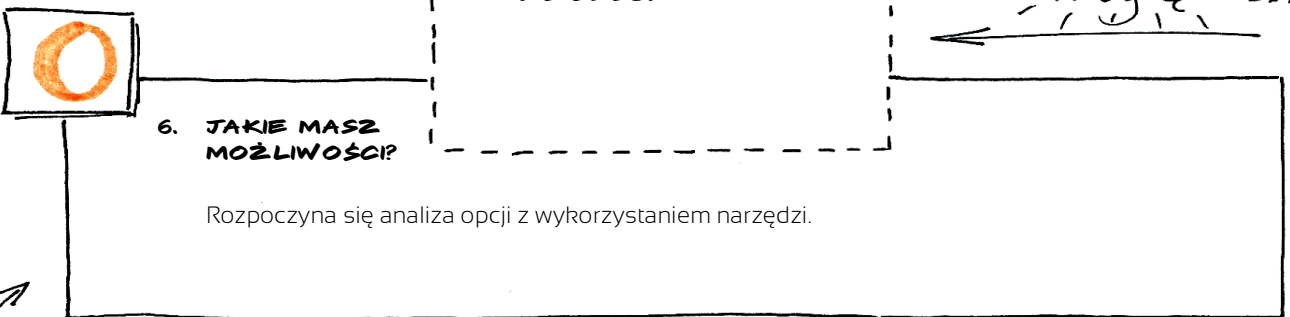 6. JAKIE MASZ
MOŻLIWOŚCI?
Rozpoczyna się analiza opcji z wykorzystaniem narzędzi.